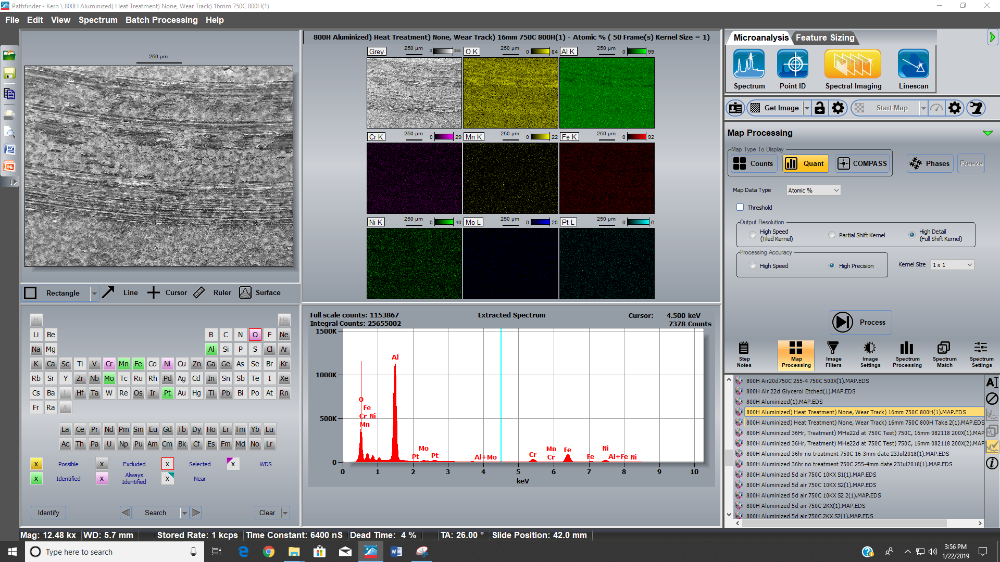 Pathfinder - Kern \ 800H Aluminized) Heat Treatment) None, Wear Track) 16mm 750C 800H(1)
File Edit View Spectrum Batch Processing Help
250 µm
Rectangle Line Cursor Ruler Surface
800H Aluminized) Heat Treatment) None, Wear Track) 16mm 750C 800H(1) - Atomic % ( 50 Frame(s) Kernel Size = 1)
Grey 250 µm 0 255 O K 250 µm 0 84 Al K 250 µm 0 99
Cr K 250 µm 0 29 Mn K 250 µm 0 22 Fe K 250 µm 0 92
Ni K 250 µm 0 40 Mo L 250 µm 0 20 Pt L 250 µm 0 6
H He
Li Be B C N O F Ne
Na Mg Al Si P S Cl Ar
K Ca Sc Ti V Cr Mn Fe Co Ni Cu Zn Ga Ge As Se Br Kr
Rb Sr Y Zr Nb Mo Tc Ru Rh Pd Ag Cd In Sn Sb Te I Xe
Cs Ba L Hf Ta W Re Os Ir Pt Au Hg Tl Pb Bi Po At Rn
Fr Ra A
La Ce Pr Nd Pm Sm Eu Gd Tb Dy Ho Er Tm Yb Lu
Ac Th Pa U Np Pu Am Cm Bk Cf Es Fm Md No Lr
x Possible x Excluded x Selected x WDS
x Identified x Always Identified x Near
Identify Search Clear
Full scale counts: 1153867 Extracted Spectrum Cursor: 4.500 keV
Integral Counts: 25655002 7378 Counts
1500K
1000K
500K
0
Al
O
Fe
Cr Ni
Mn
Mo
Pt Pt
Al+Mo
Cr
Mn
Cr
Fe
Fe
Ni
Al+Fe Ni
0 1 2 3 4 5 6 7 8 9 10
keV
Microanalysis Feature Sizing
Spectrum Point ID Spectral Imaging Linescan
Get Image Start Map
Map Processing
Map Type To Display
Counts Quant COMPASS Phases Freeze
Map Data Type Atomic %
Threshold
Output Resolution
High Speed (Tiled Kernel) Partial Shift Kernel High Detail (Full Shift Kernel)
Processing Accuracy
High Speed High Precision Kernel Size 1 x 1
Process
Step Notes Map Processing Image Filters Image Settings Spectrum Processing Spectrum Match Spectrum Settings
800H Air20d750C 255-4 750C 500X(1).MAP.EDS
800H Air 22d Glycerol Etched(1).MAP.EDS
800H Aluminized(1).MAP.EDS
800H Aluminized) Heat Treatment) None, Wear Track) 16mm 750C 800H(1).MAP.EDS
800H Aluminized) Heat Treatment) None, Wear Track) 16mm 750C 800H Take 2(1).MAP.EDS
800H Aluminized 36Hr, Treatment) MHe22d at 750C Test) 750C, 16mm 082118 200X(1).MAP
800H Aluminized 36Hr, Treatment) MHe22d at 750C Test) 750C, 16mm 082118 200X(2).MAP
800H Aluminized 36hr no treatment 750C 16-3mm date 23Jul2018(1).MAP.EDS
800H Aluminized 36hr no treatment 750C 255-4mm date 23Jul2018(1).MAP.EDS
800H Aluminized 5d air 750C 10KX S1(1).MAP.EDS
800H Aluminized 5d air 750C 10KX S2(1).MAP.EDS
800H Aluminized 5d air 750C 10KX S2 2(1).MAP.EDS
800H Aluminized 5d air 750C 2KX(1).MAP.EDS
800H Aluminized 5d air 750C 2KX S2(1).MAP.EDS
Mag: 12.48 kx WD: 5.7 mm Stored Rate: 1 kcps Time Constant: 6400 nS Dead Time: 4 % TA: 26.00 ° Slide Position: 42.0 mm
Type here to search
3:56 PM
1/22/2019